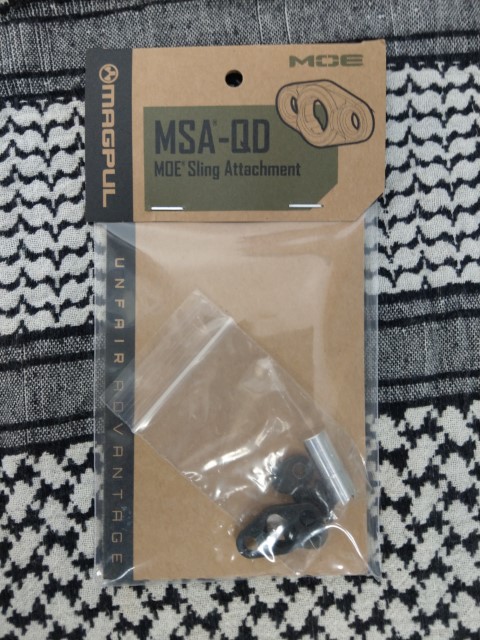 MAGPUL
MOE
MSA®-QD
MOE® Sling Attachment
UNFAIR ADVANTAGE